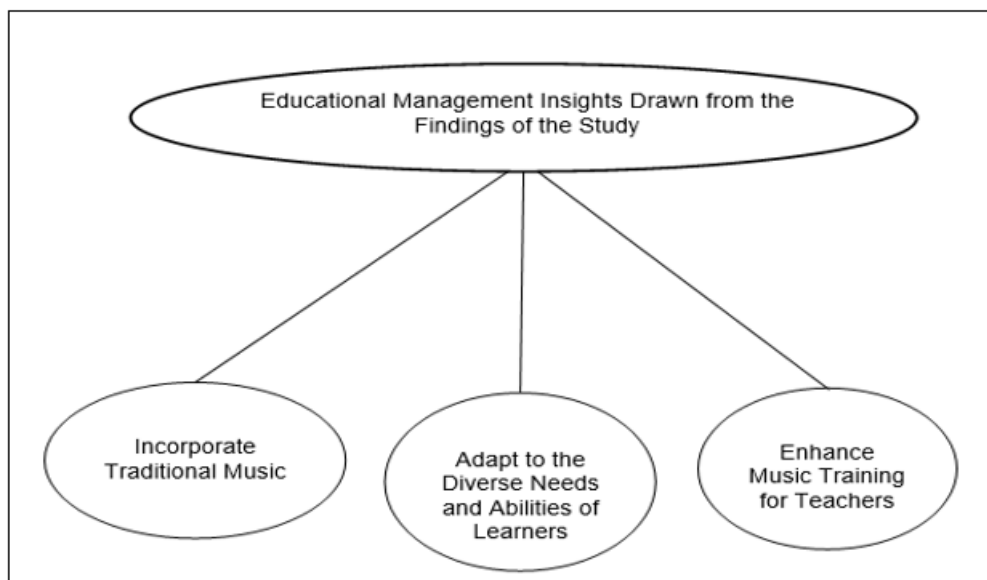 Educational Management Insights Drawn from the
Findings of the Study
Incorporate
Traditional Music
Adapt to the
Diverse Needs
and Abilities of
Learners
Enhance
Music Training
for Teachers